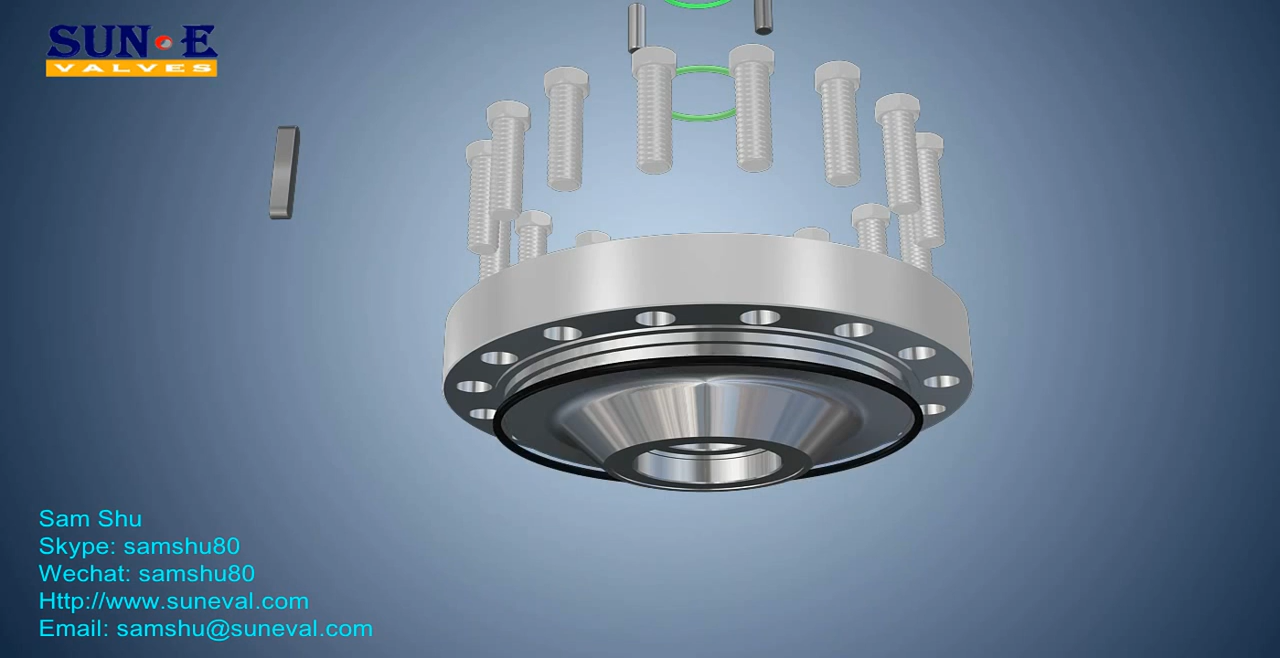 SUN•E
VALVES
Sam Shu
Skype: samshu80
Wechat: samshu80
Http://www.suneval.com
Email: samshu@suneval.com